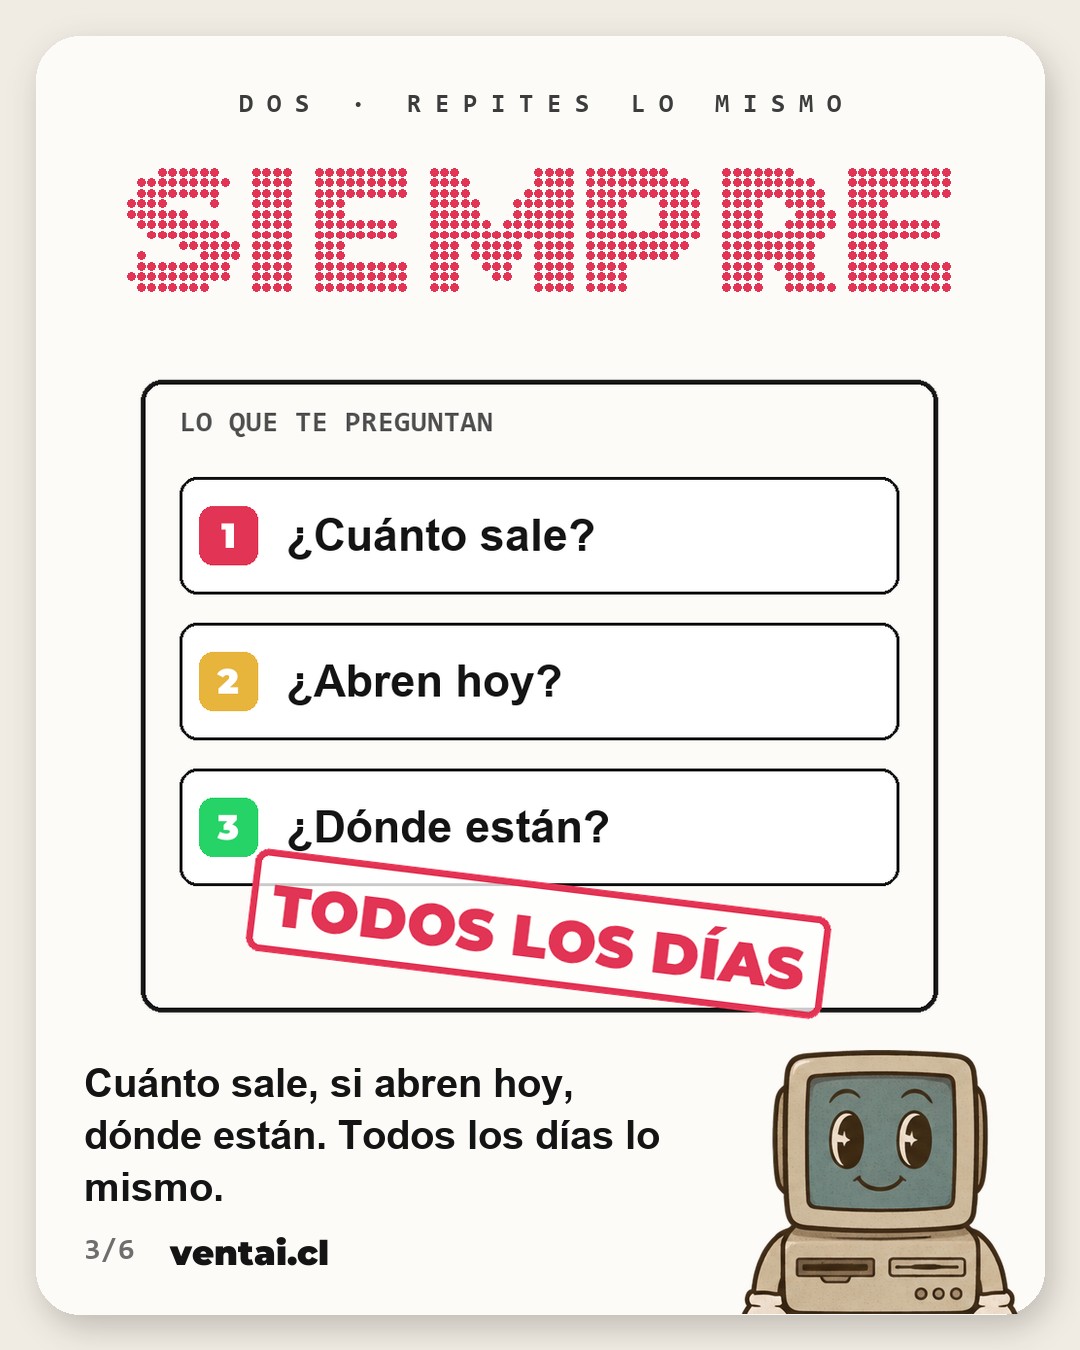 DOS · REPITES LO MISMO
SIEMPRE
LO QUE TE PREGUNTAN
1 ¿Cuánto sale?
2 ¿Abren hoy?
3 ¿Dónde están?
TODOS LOS DÍAS
Cuánto sale, si abren hoy,
dónde están. Todos los días lo
mismo.
3/6 ventai.cl